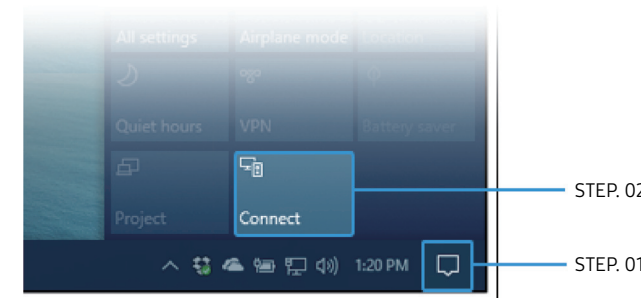 All settings Airplane mode Location
Quiet hours VPN Battery saver
STEP. 02
Project Connect
1:20 PM STEP. 01